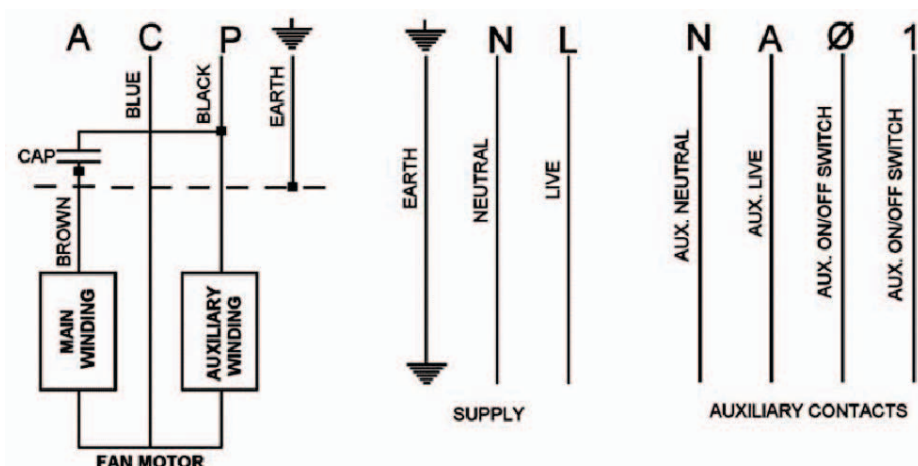 A C P N L N A Ø 1
BLUE
BLACK
EARTH
CAP
BROWN
MAIN
WINDING
AUXILIARY
WINDING
FAN MOTOR
EARTH
NEUTRAL
LIVE
SUPPLY
AUX. NEUTRAL
AUX. LIVE
AUX. ON/OFF SWITCH
AUX. ON/OFF SWITCH
AUXILIARY CONTACTS